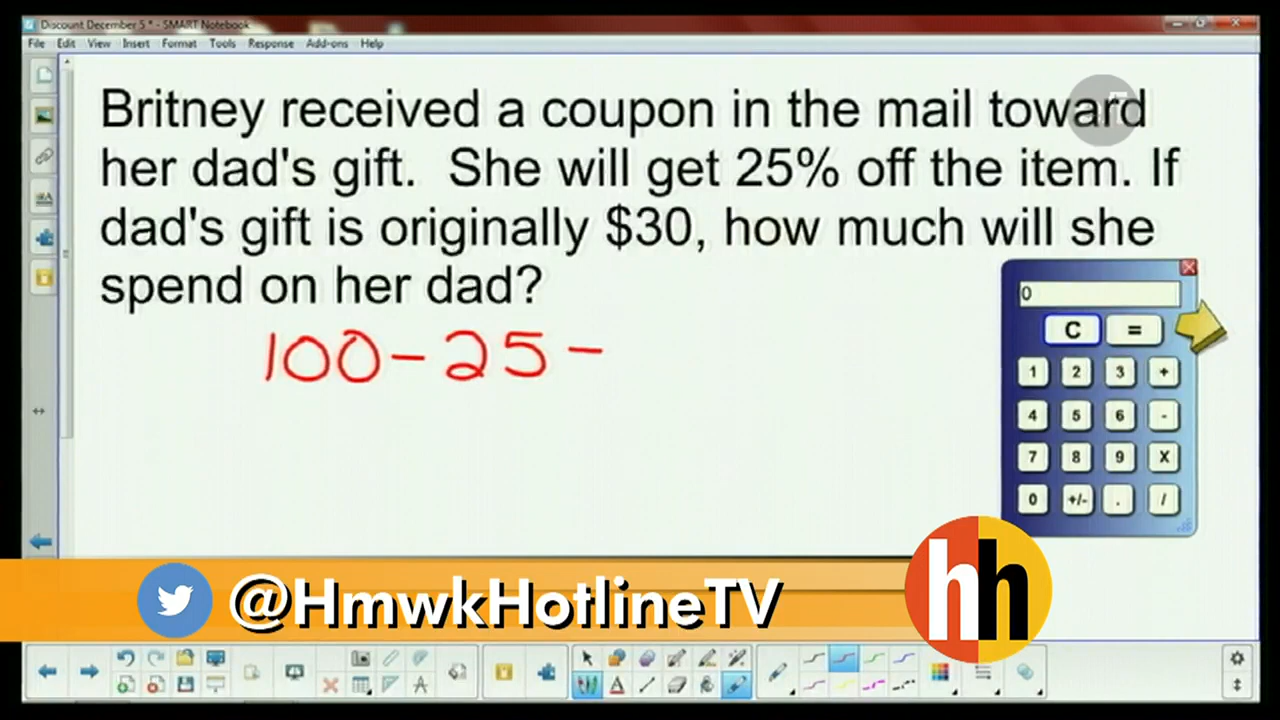 Discount December 5 * - SMART Notebook
File Edit View Insert Format Tools Response Add-ons Help
Britney received a coupon in the mail toward
her dad's gift. She will get 25% off the item. If
dad's gift is originally $30, how much will she
spend on her dad?
100 - 25 -
0
C =
1 2 3 +
4 5 6 -
7 8 9 X
0 +/- . /
@HmwkHotlineTV
hh